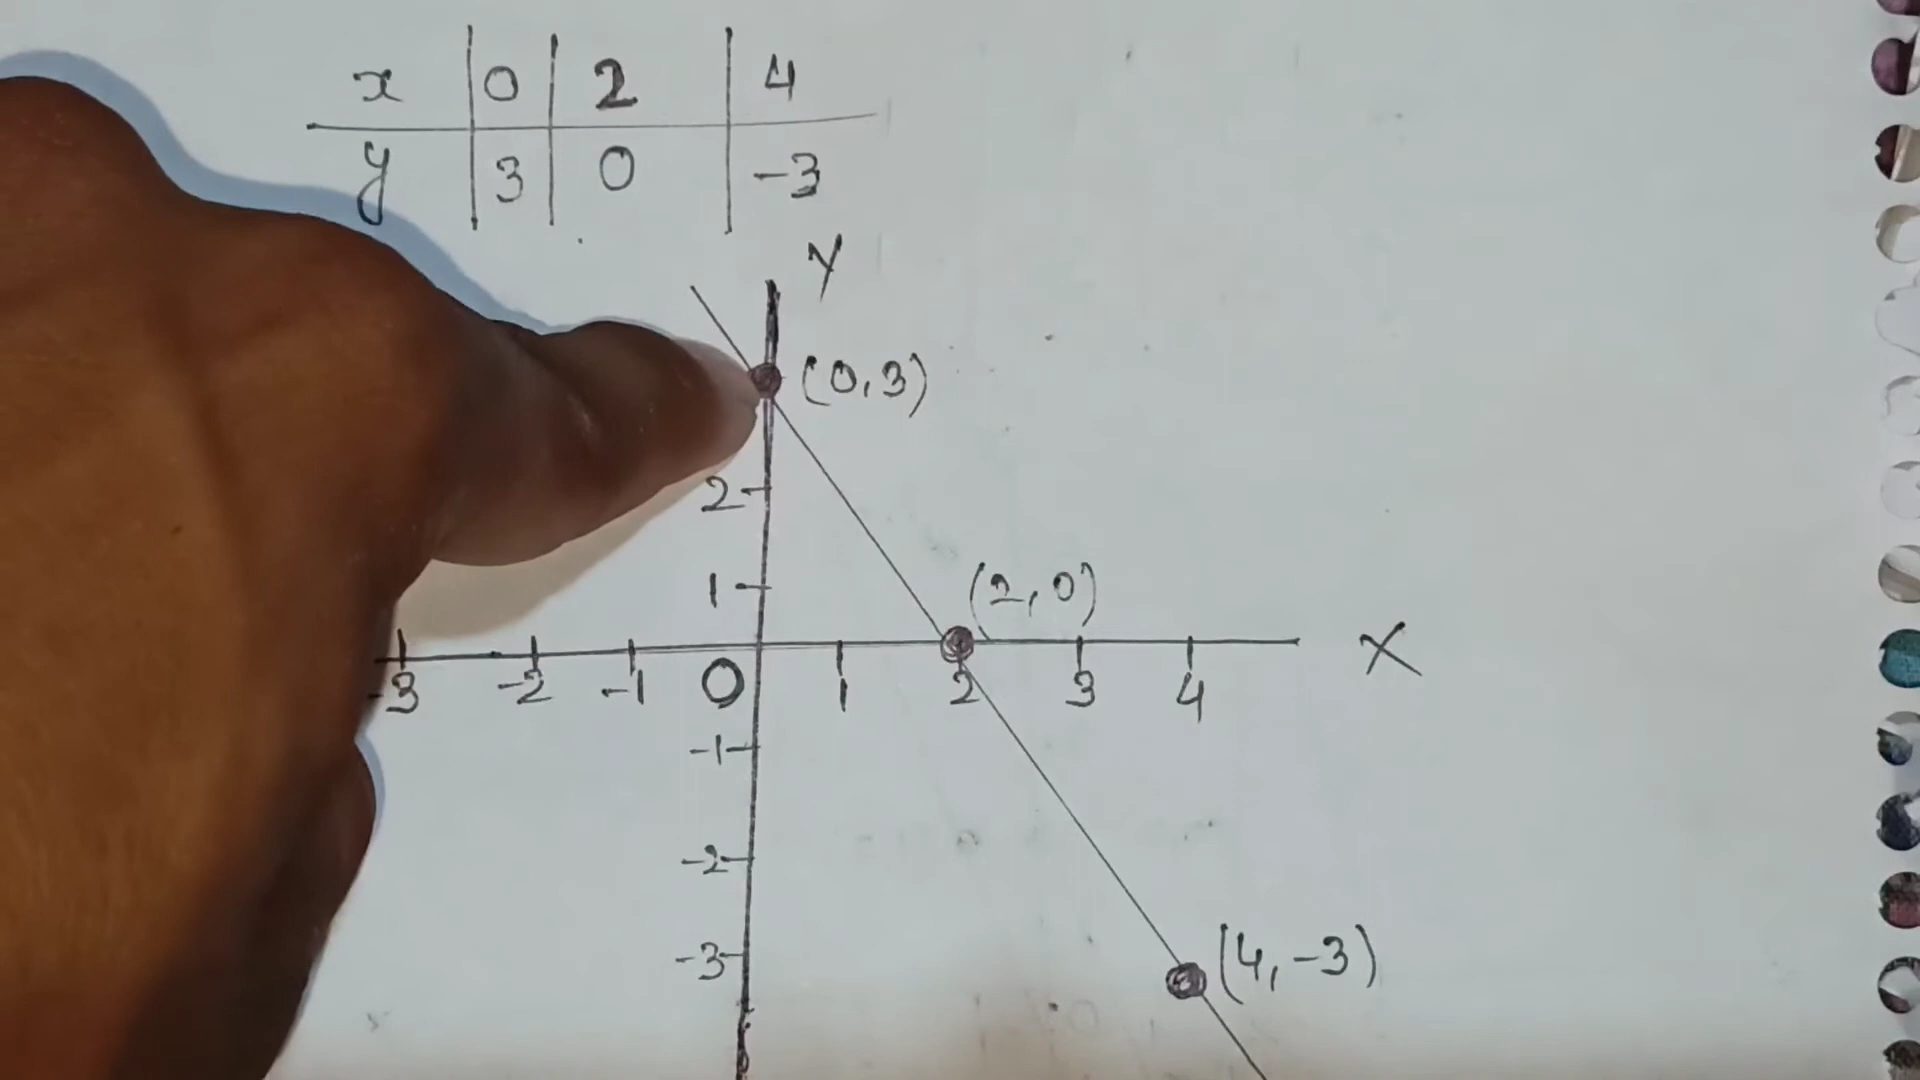 x 0 2 4
y 3 0 -3
Y
(0,3)
2
1
(2,0)
-3 -2 -1 0 1 2 3 4 X
-1
-2
-3
(4,-3)